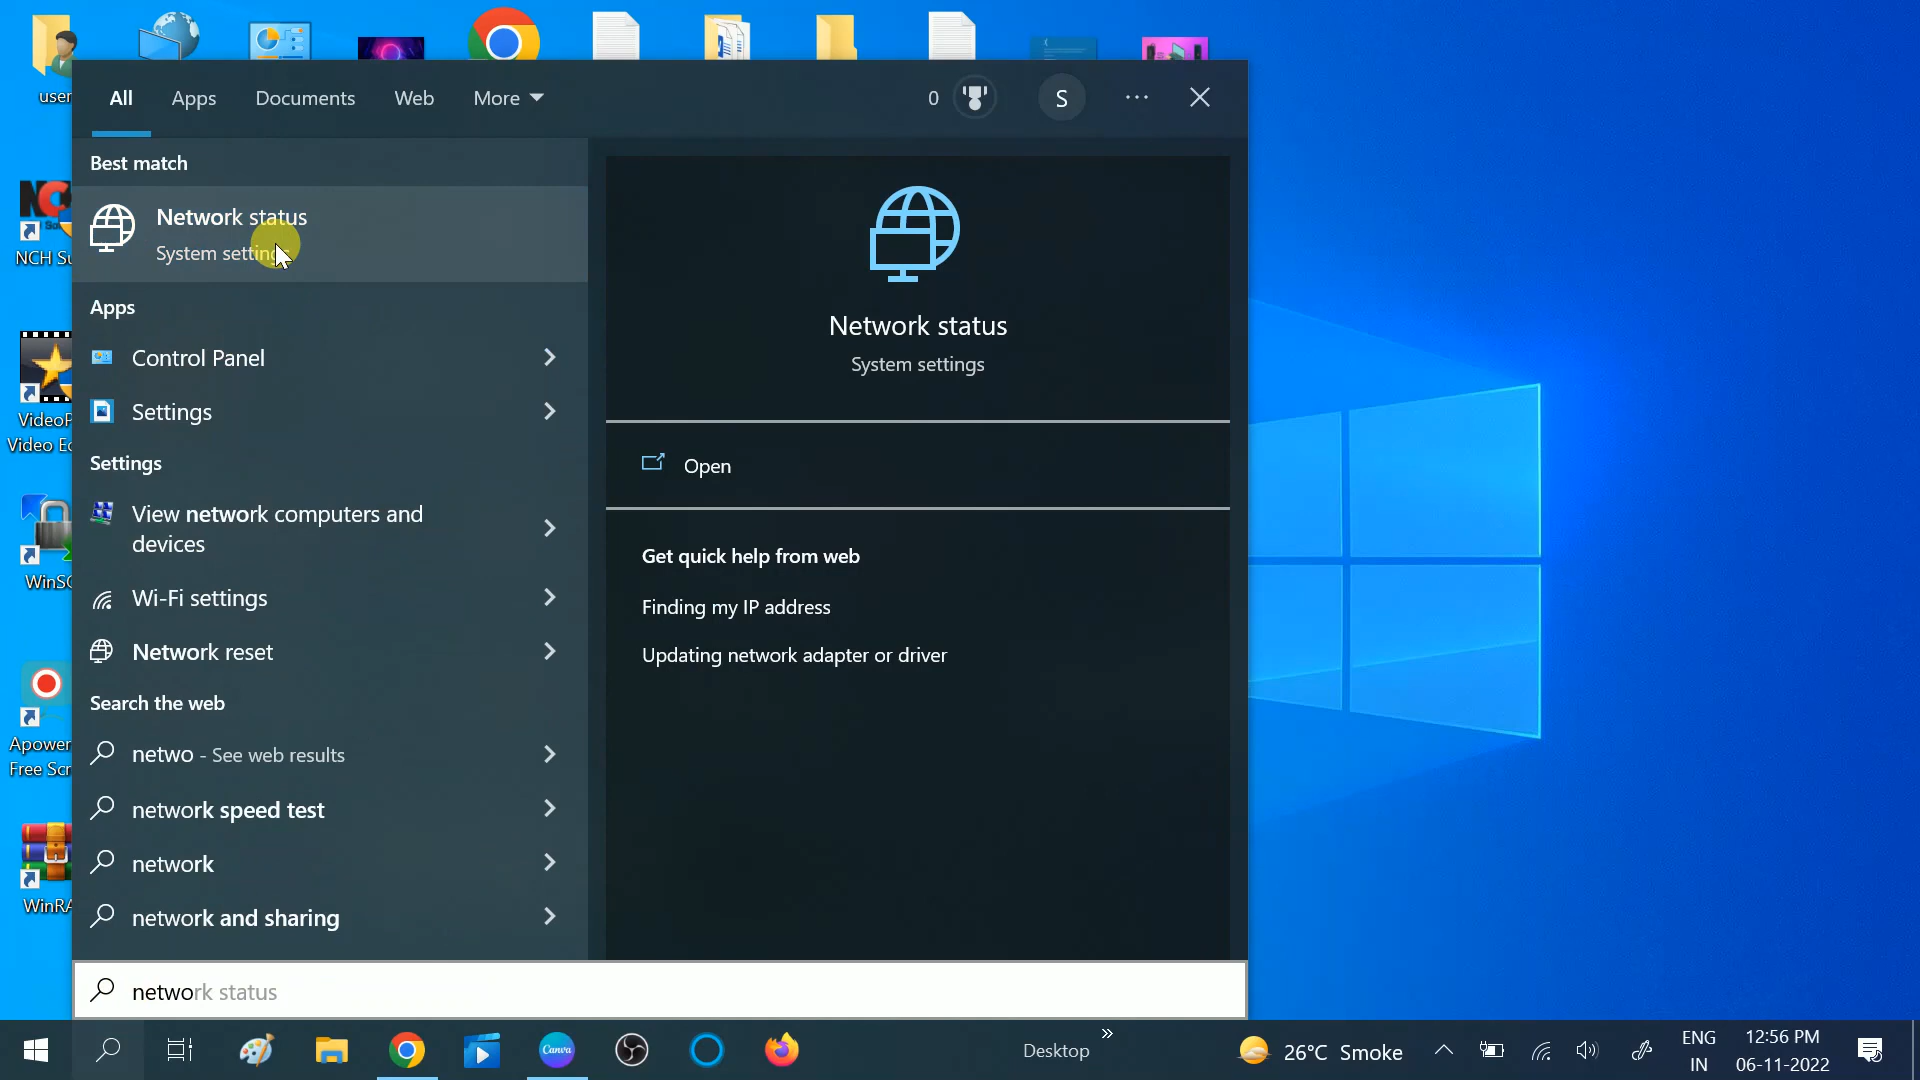 user
All
Apps
Documents
Web
More
0
S
Best match
Network status
System settings
Apps
Control Panel
Settings
Settings
View network computers and
devices
Wi-Fi settings
Network reset
Search the web
netwo - See web results
network speed test
network
network and sharing
network status
Network status
System settings
Open
Get quick help from web
Finding my IP address
Updating network adapter or driver
NCH Su
VideoP
Video Ed
WinSC
Apower
Free Scr
WinRA
Canva
Desktop
26°C Smoke
ENG
IN
12:56 PM
06-11-2022